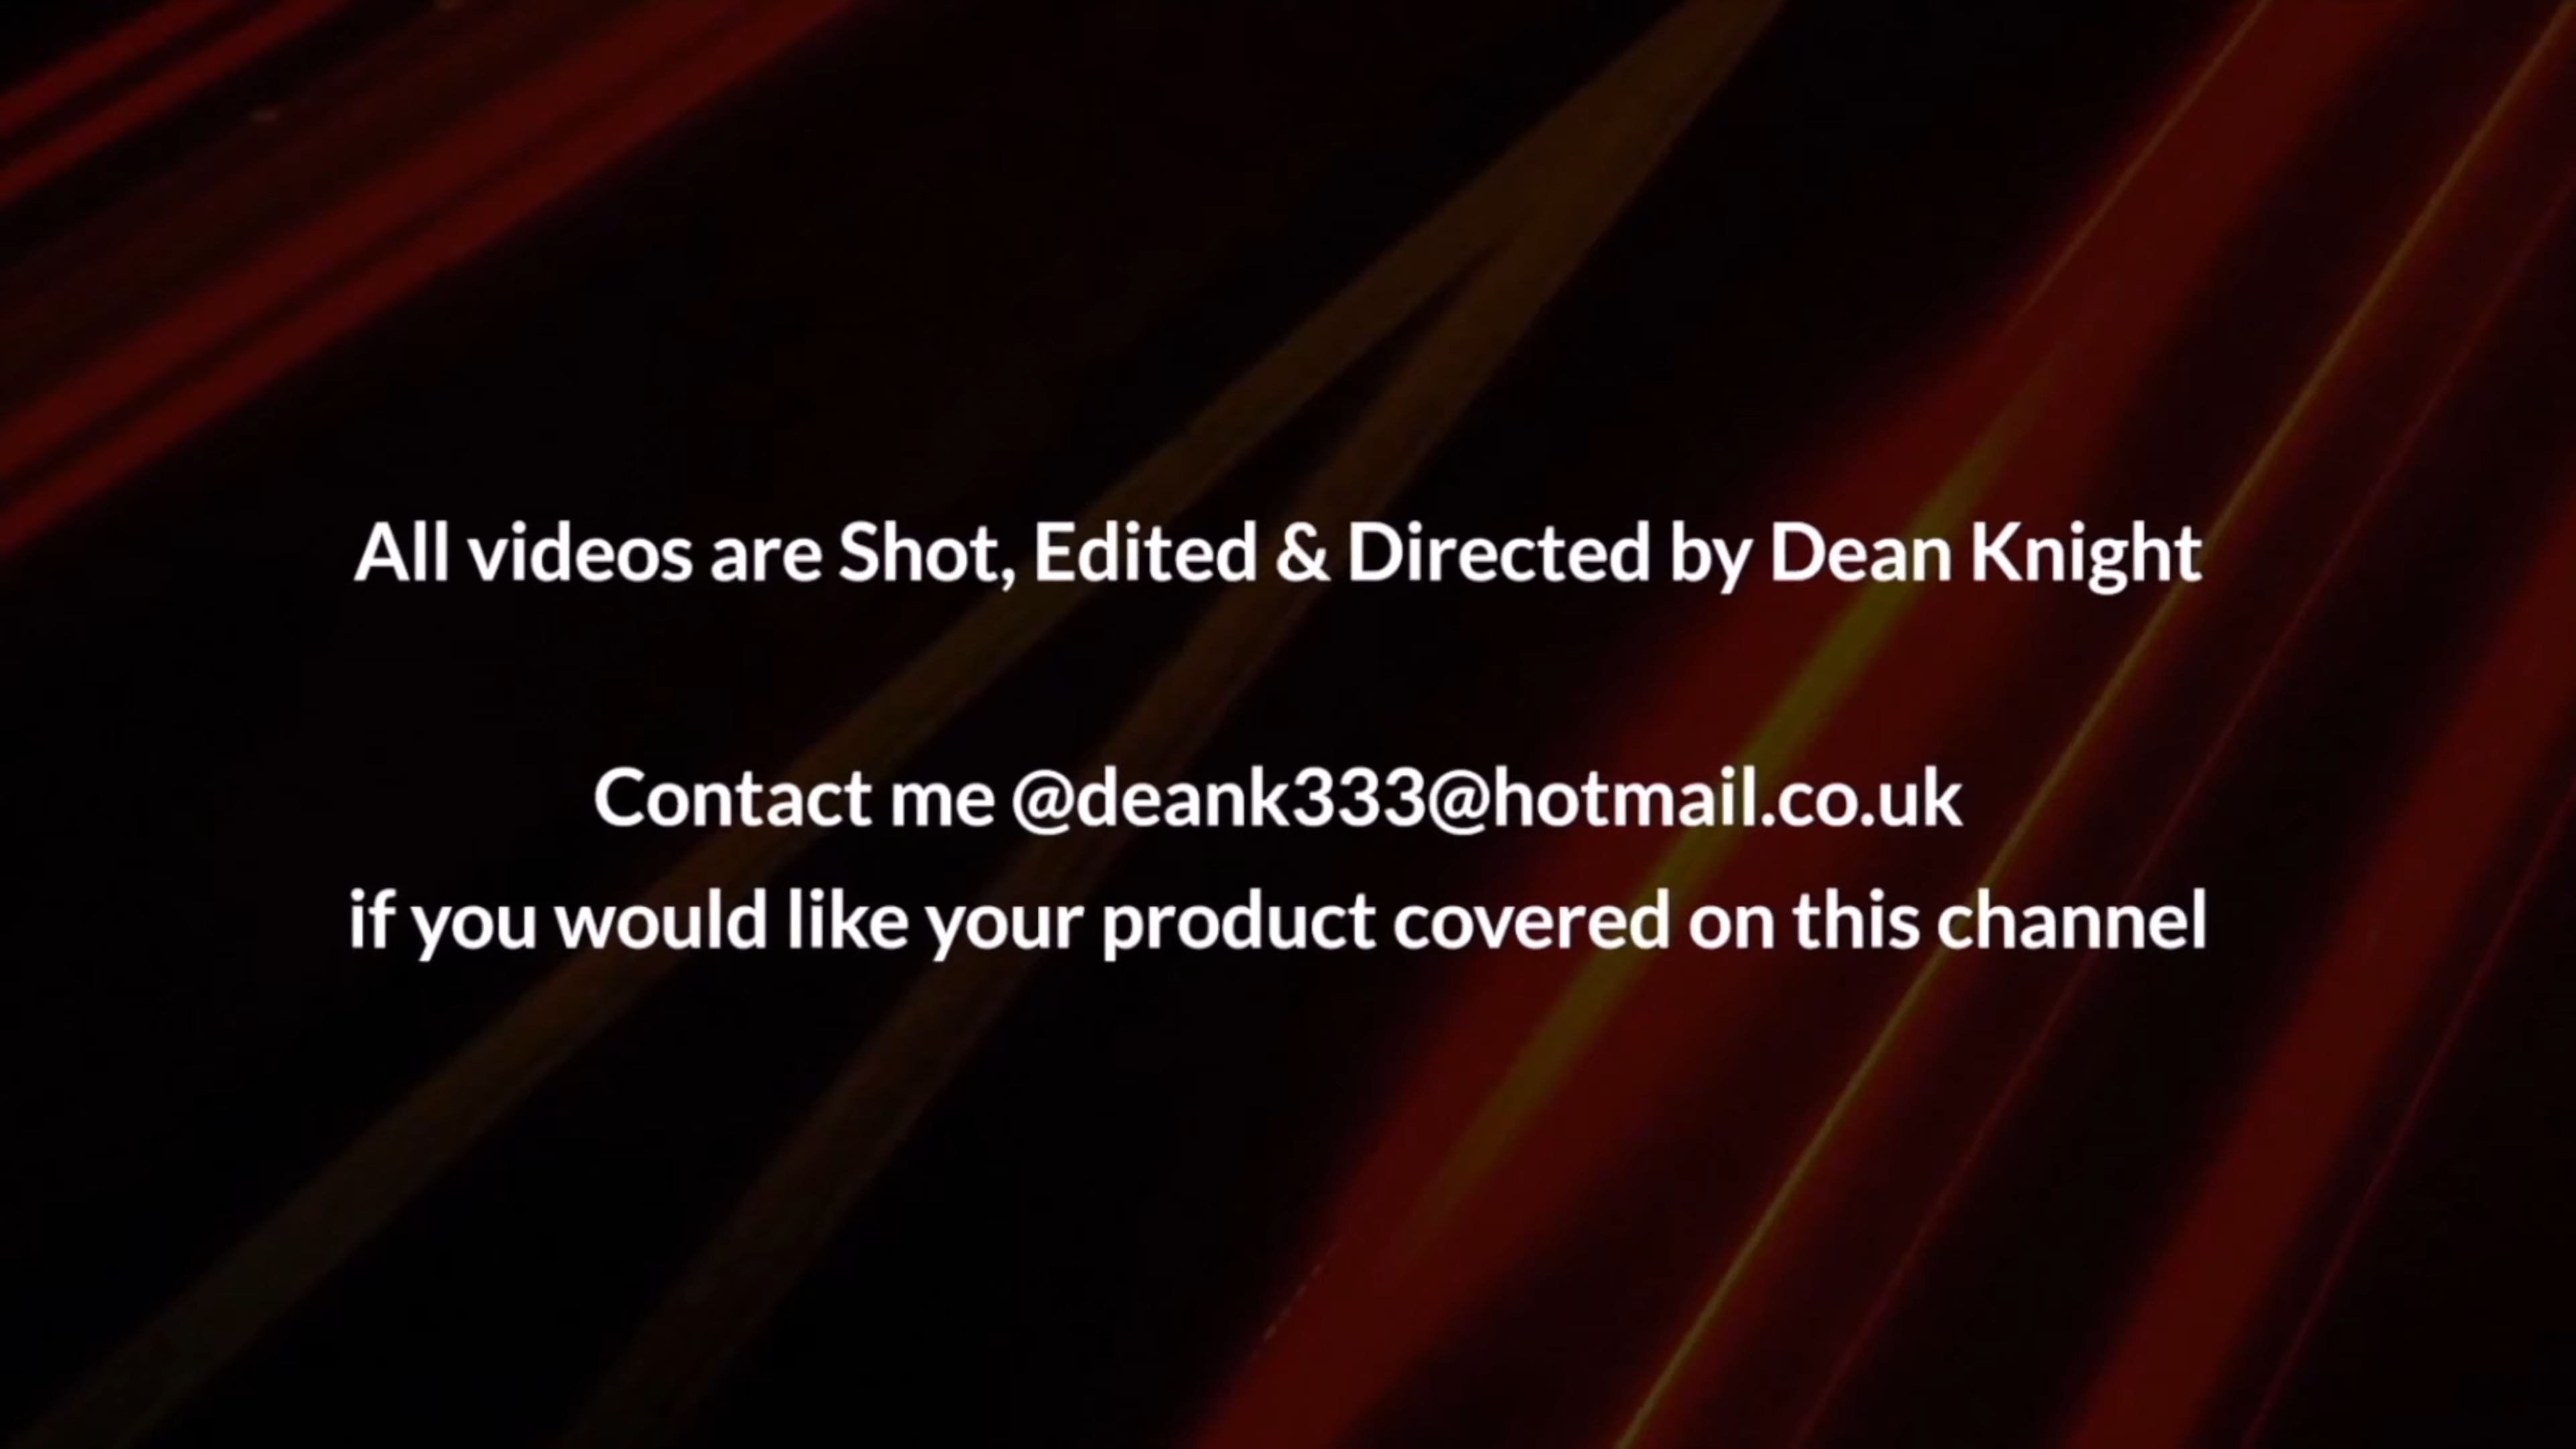 All videos are Shot, Edited & Directed by Dean Knight
Contact me @deank333@hotmail.co.uk
if you would like your product covered on this channel